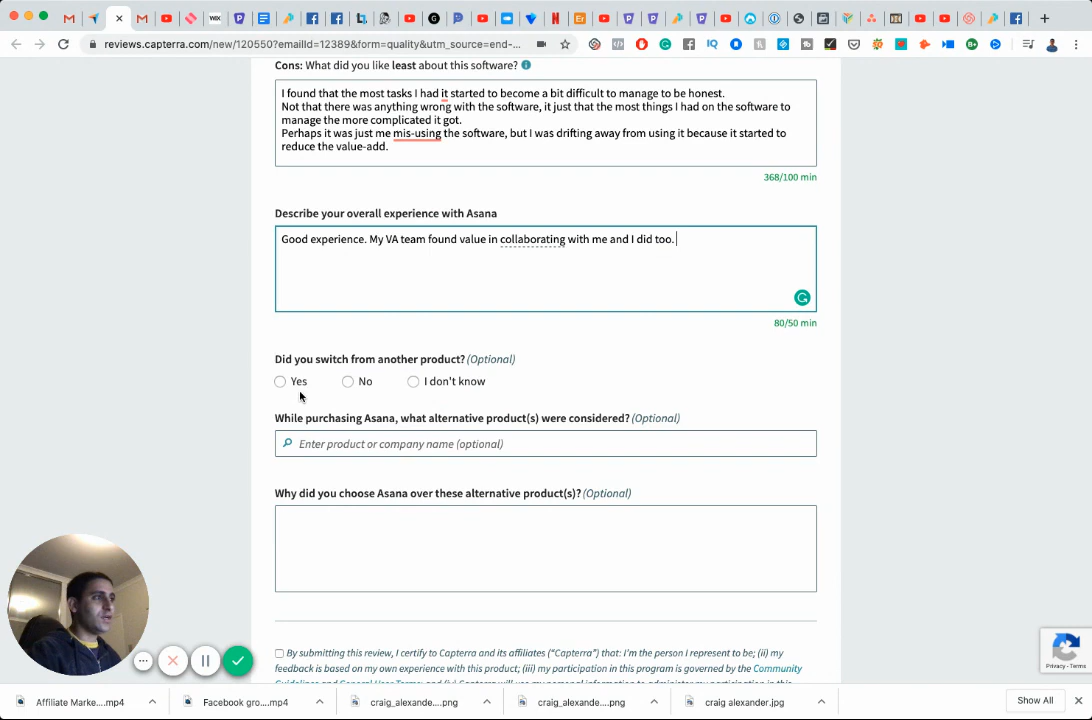 reviews.capterra.com/new/120550?emailId=12389&form=quality&utm_source=end-...
Cons: What did you like least about this software?
I found that the most tasks I had it started to become a bit difficult to manage to be honest.
Not that there was anything wrong with the software, it just that the most things I had on the software to
manage the more complicated it got.
Perhaps it was just me mis-using the software, but I was drifting away from using it because it started to
reduce the value-add.
368/100 min
Describe your overall experience with Asana
Good experience. My VA team found value in collaborating with me and I did too.
80/50 min
Did you switch from another product? (Optional)
Yes No I don't know
While purchasing Asana, what alternative product(s) were considered? (Optional)
Enter product or company name (optional)
Why did you choose Asana over these alternative product(s)? (Optional)
By submitting this review, I certify to Capterra and its affiliates ("Capterra") that: I'm the person I represent to be; (ii) my
feedback is based on my own experience with this product; (iii) my participation in this program is governed by the Community
Privacy - Terms
Affiliate Marke....mp4 Facebook gro....mp4 craig_alexande....png craig_alexande....png craig alexander.jpg Show All